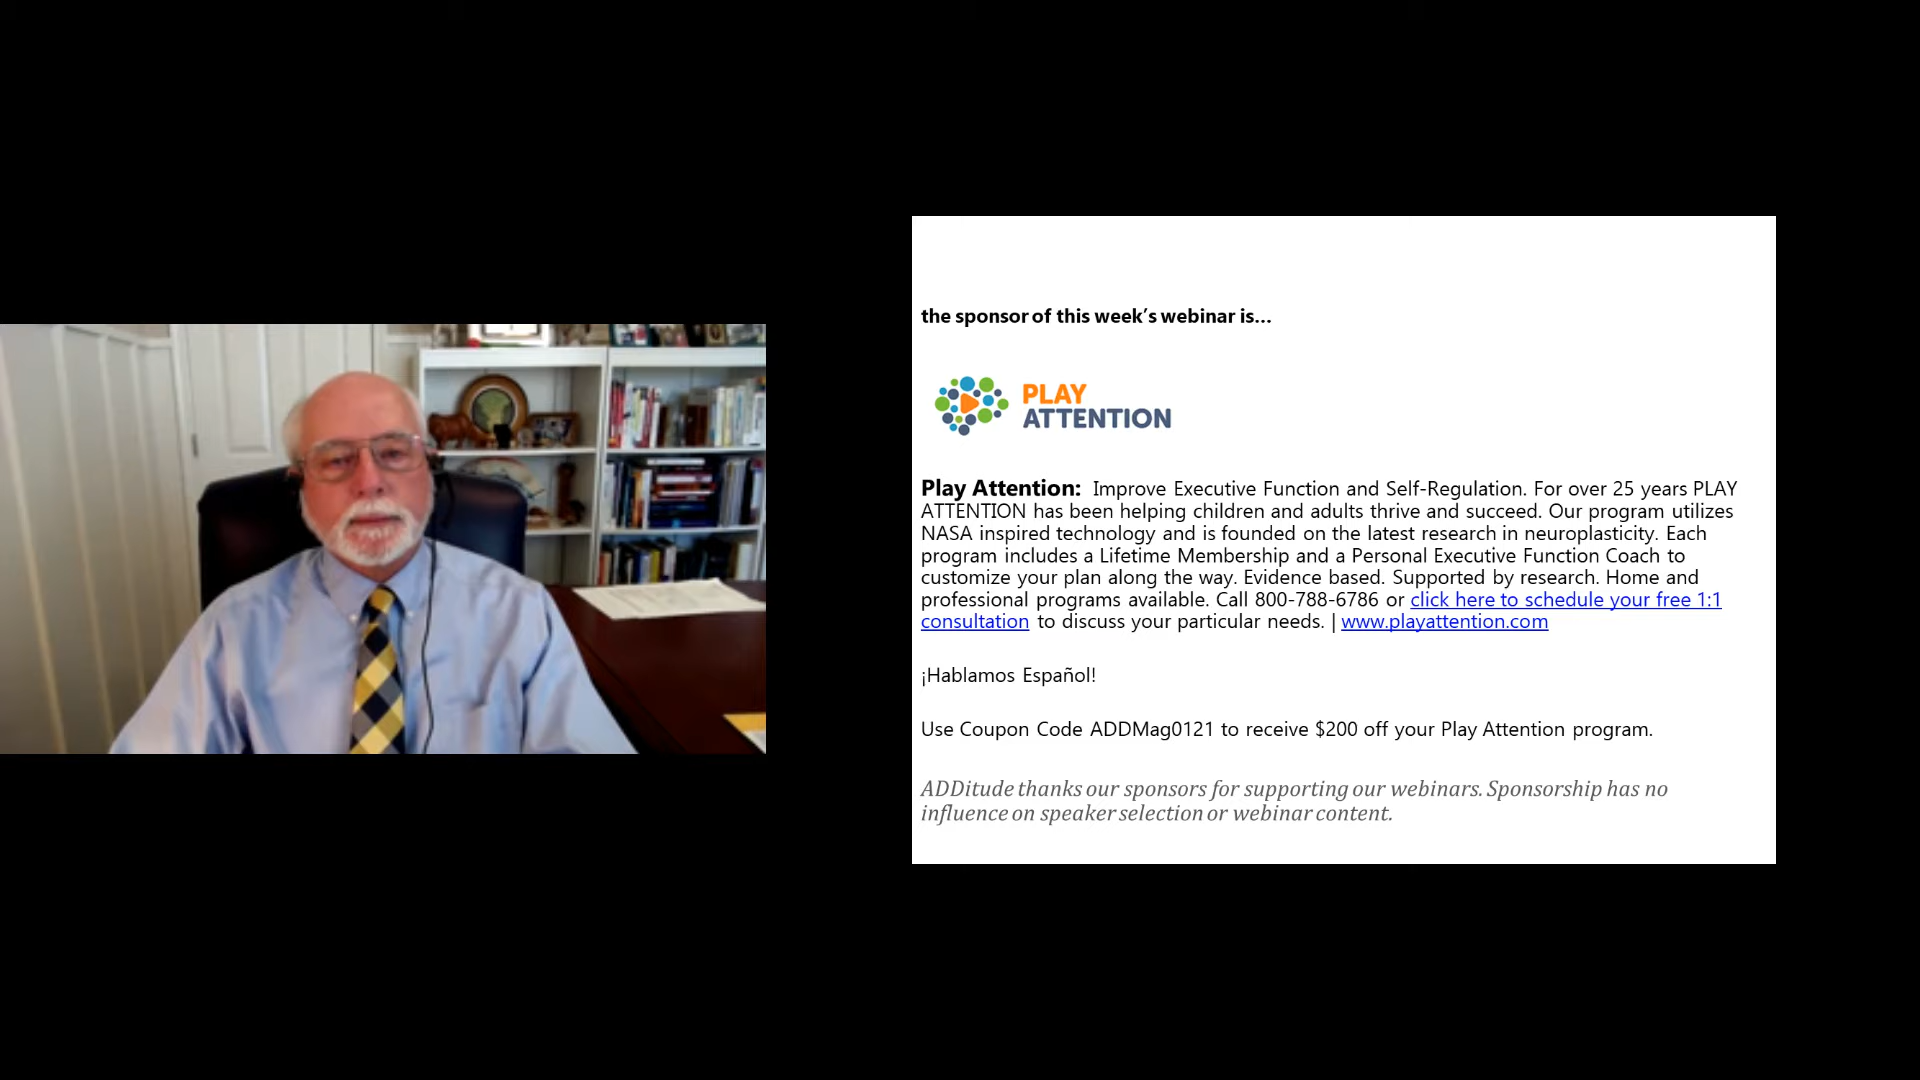 the sponsor of this week's webinar is...
PLAY
ATTENTION
Play Attention: Improve Executive Function and Self-Regulation. For over 25 years PLAY
ATTENTION has been helping children and adults thrive and succeed. Our program utilizes
NASA inspired technology and is founded on the latest research in neuroplasticity. Each
program includes a Lifetime Membership and a Personal Executive Function Coach to
customize your plan along the way. Evidence based. Supported by research. Home and
professional programs available. Call 800-788-6786 or click here to schedule your free 1:1
consultation to discuss your particular needs. | www.playattention.com
¡Hablamos Español!
Use Coupon Code ADDMag0121 to receive $200 off your Play Attention program.
ADDitude thanks our sponsors for supporting our webinars. Sponsorship has no
influence on speaker selection or webinar content.